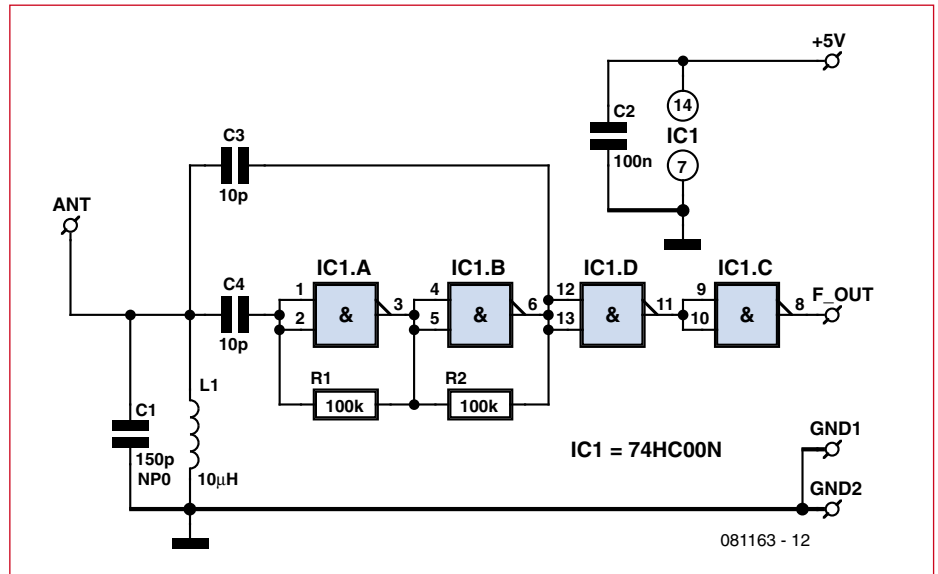 +5V
C2
100n
14
IC1
7
C3
10p
ANT
C4
10p
IC1.A
IC1.B
IC1.D
IC1.C
1
2
&
3
4
5
&
6
12
13
&
11
9
10
&
8
F_OUT
R1
100k
R2
100k
L1
10µH
C1
150p
NP0
IC1 = 74HC00N
GND1
GND2
081163 - 12